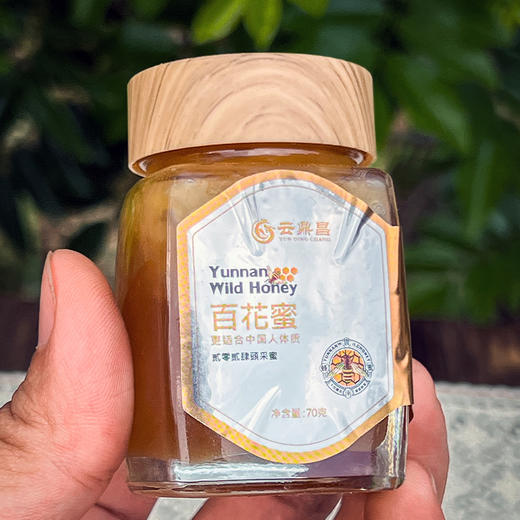 云鼎昌
YUN DING CHANG
Yunnan
Wild Honey
百花蜜
更适合中国人体质
贰零贰肆头采蜜
净含量:70克